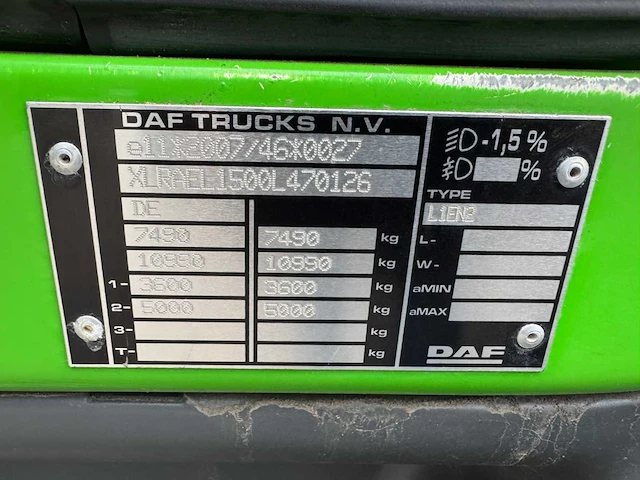 DAF TRUCKS N.V.
e11*2007/46*0027
XLRAEL1500L470126
DE
7490 7490 kg
10990 10990 kg
1- 3600 3600 kg
2- 5000 5000 kg
3- kg
T- kg
-1,5%
%
TYPE
L1EN2
L-
W-
aMIN
aMAX
DAF